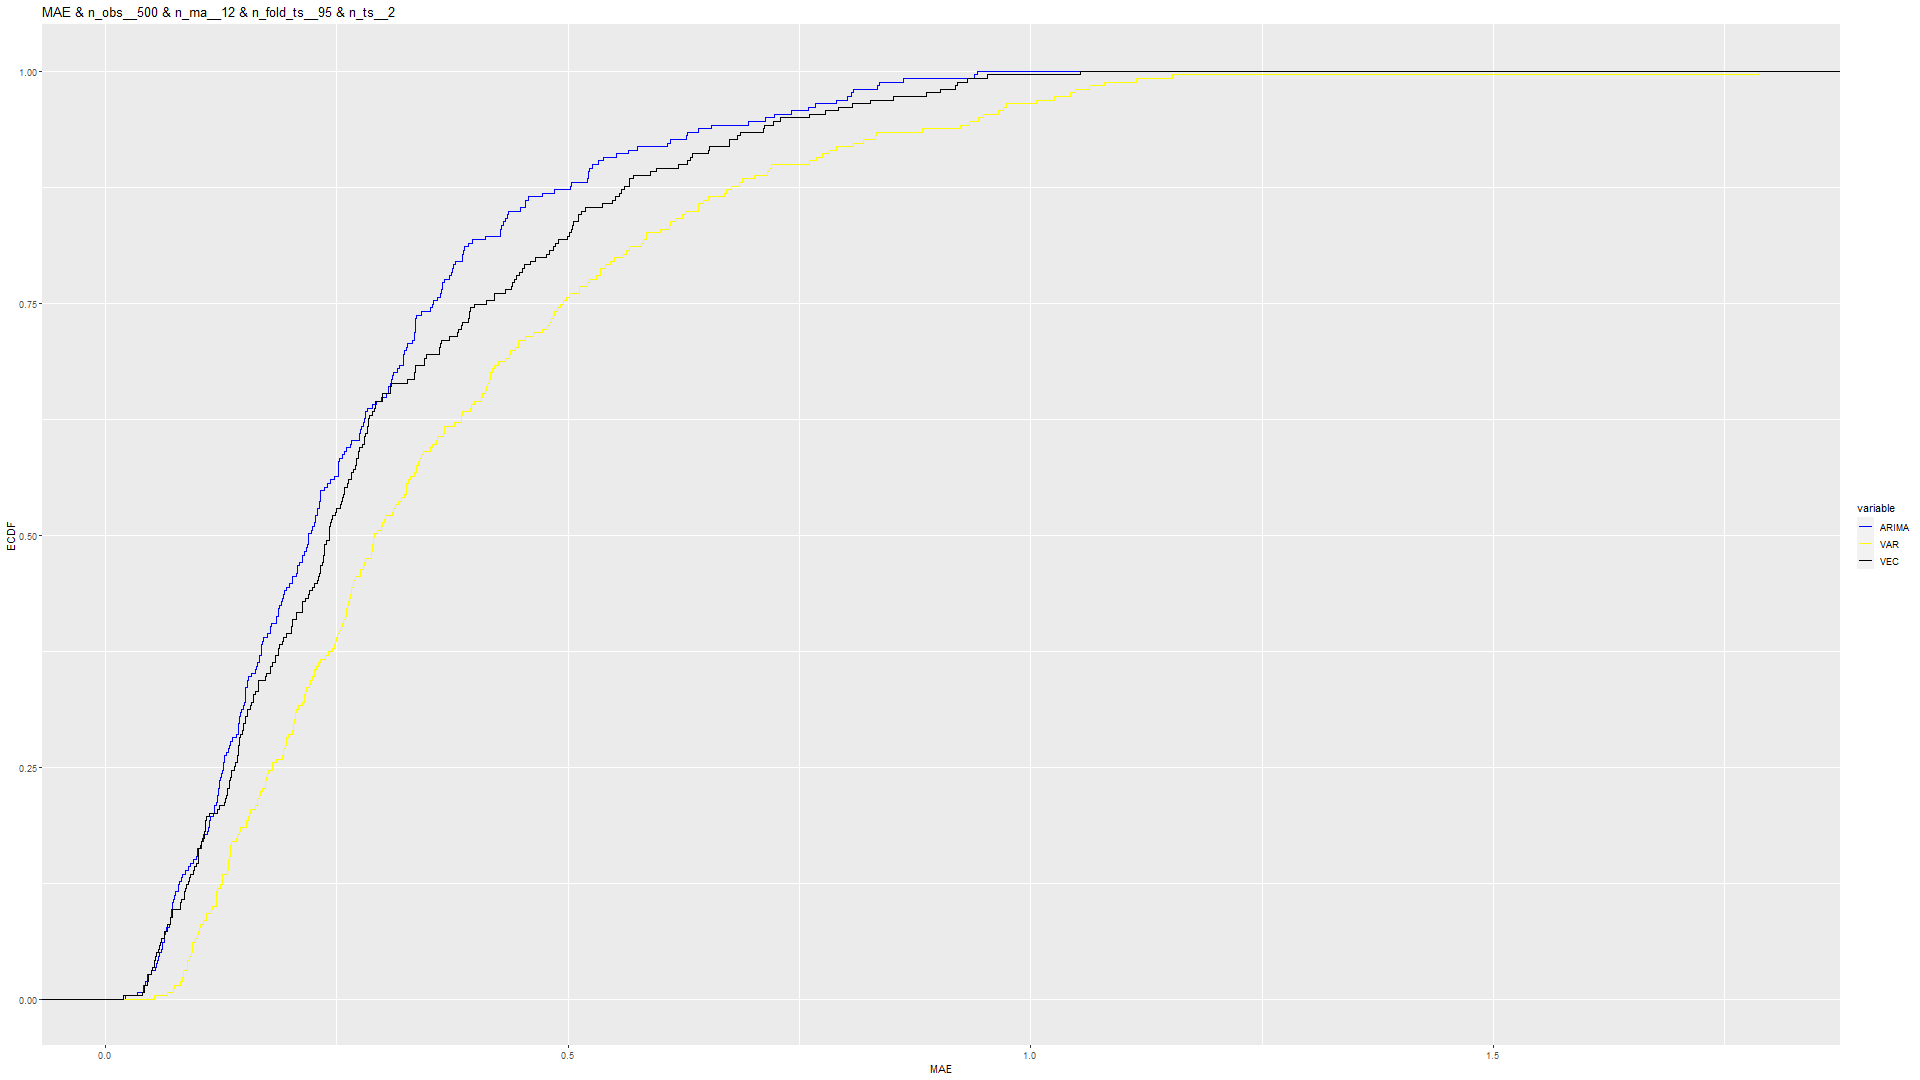 MAE & n_obs__500 & n_ma__12 & n_fold_ts__95 & n_ts__2
1.00
0.75
0.50
0.25
0.00
ECDF
0.0
0.5
1.0
1.5
MAE
variable
ARIMA
VAR
VEC